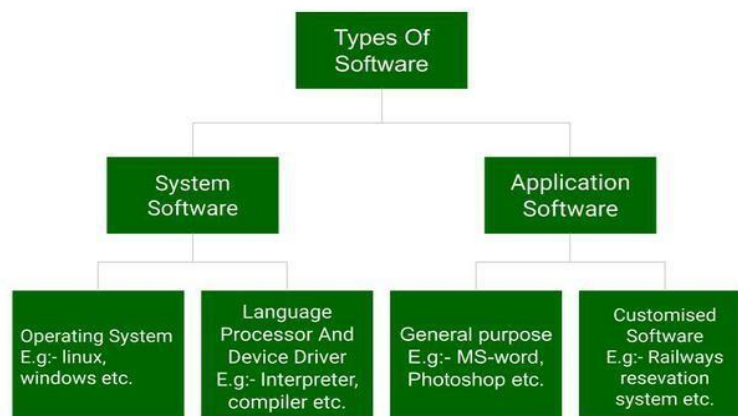 Types Of
Software
System
Software
Application
Software
Operating System
E.g:- linux,
windows etc.
Language
Processor And
Device Driver
E.g:- Interpreter,
compiler etc.
General purpose
E.g:- MS-word,
Photoshop etc.
Customised
Software
E.g:- Railways
resevation
system etc.